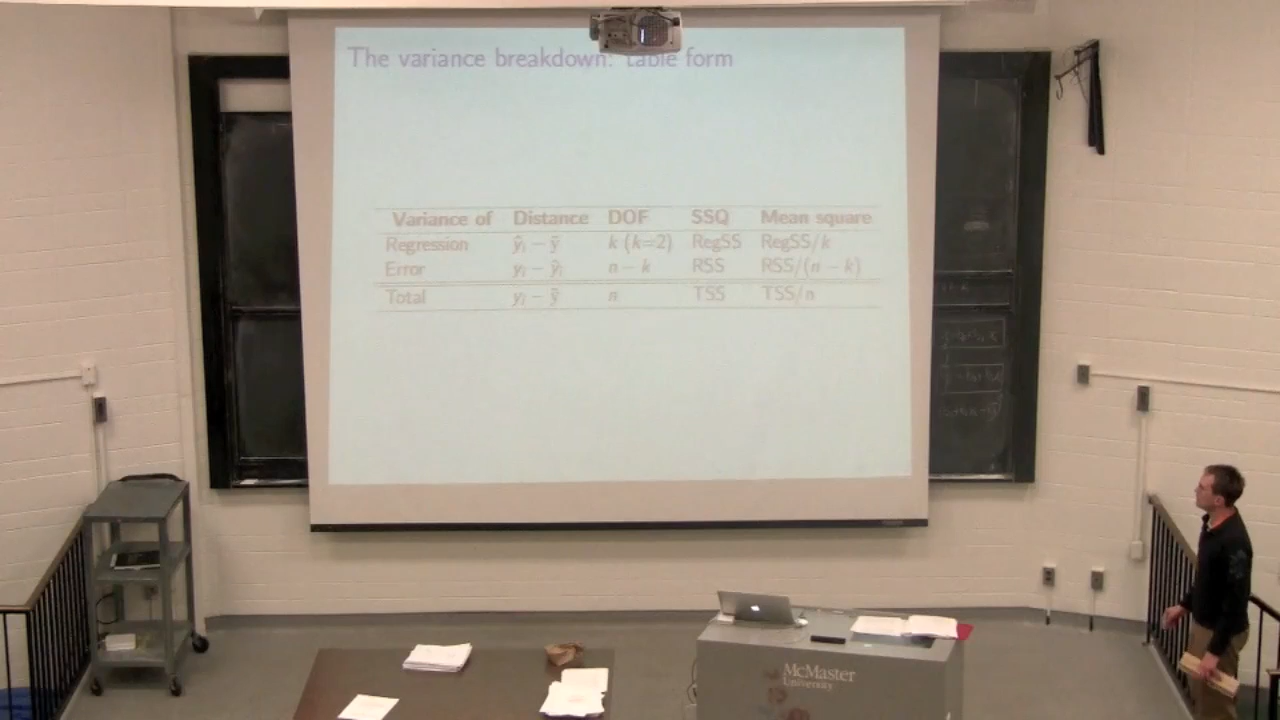 The variance breakdown: table form
Variance of Distance DOF SSQ Mean square
Regression ŷᵢ − ȳ k (k=2) RegSS RegSS/k
Error yᵢ − ŷᵢ n − k RSS RSS/(n − k)
Total yᵢ − ȳ n TSS TSS/n
McMaster
University